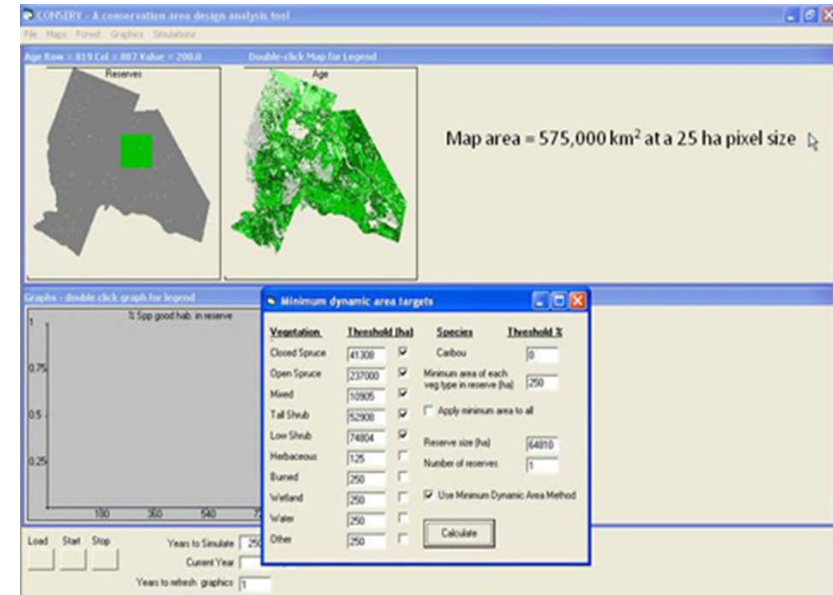 CONSERV - A conservation area design analysis tool
File Maps Forest Graphics Simulations
Age Row = 819 Col = 887 Value = 200.0 Double-click Map for Legend
Reserves
Age
Map area = 575,000 km² at a 25 ha pixel size
Graphs - double click graph for legend
% Spp good hab. in reserve
1
0.75
0.5
0.25
180 360 540 7
Minimum dynamic area targets
Vegetation Threshold (ha) Species Threshold %
Closed Spruce 41308 Caribou 0
Open Spruce 237000 Minimum area of each
veg type in reserve (ha) 250
Mixed 10905
Tall Shrub 52908 Apply minimum area to all
Low Shrub 74804 Reserve size (ha) 64810
Herbaceous 125 Number of reserves 1
Burned 250
Wetland 250 Use Minimum Dynamic Area Method
Water 250
Calculate
Other 250
Load Start Stop Years to Simulate 250
Current Year
Years to refresh graphics 1